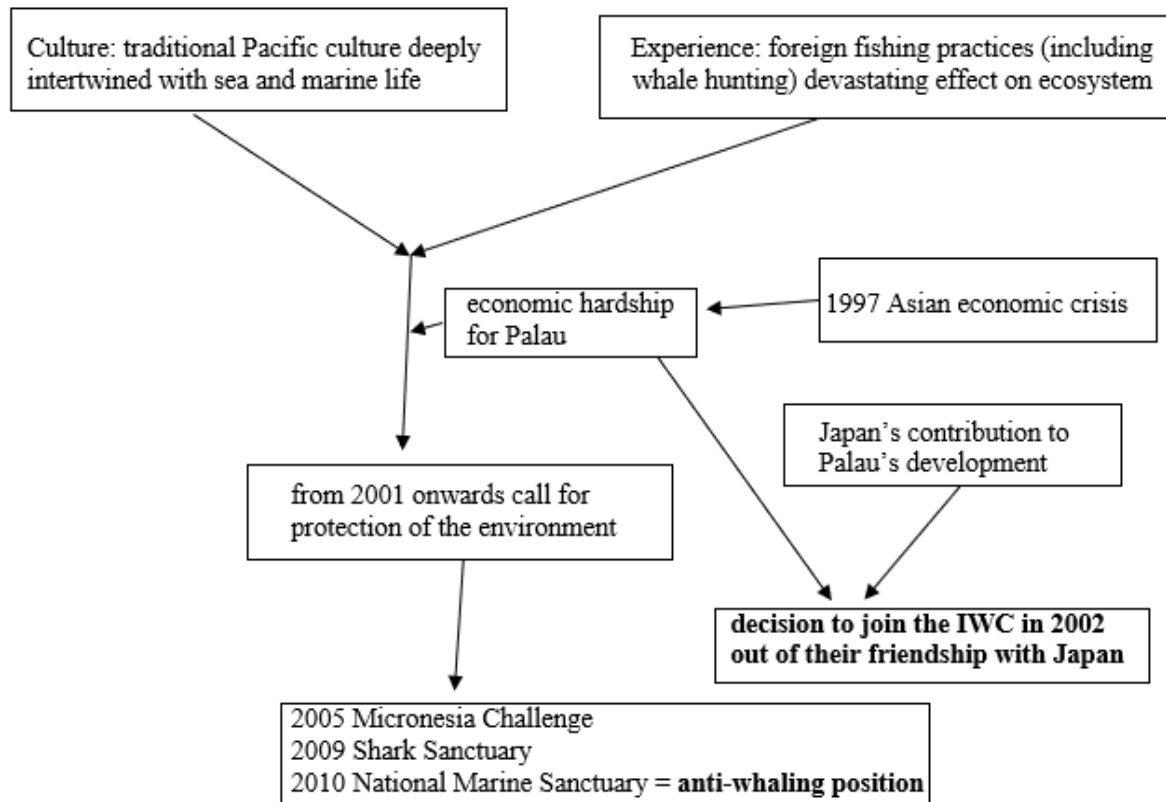 Culture: traditional Pacific culture deeply
intertwined with sea and marine life
Experience: foreign fishing practices (including
whale hunting) devastating effect on ecosystem
economic hardship
for Palau
1997 Asian economic crisis
Japan’s contribution to
Palau’s development
from 2001 onwards call for
protection of the environment
decision to join the IWC in 2002
out of their friendship with Japan
2005 Micronesia Challenge
2009 Shark Sanctuary
2010 National Marine Sanctuary = anti-whaling position